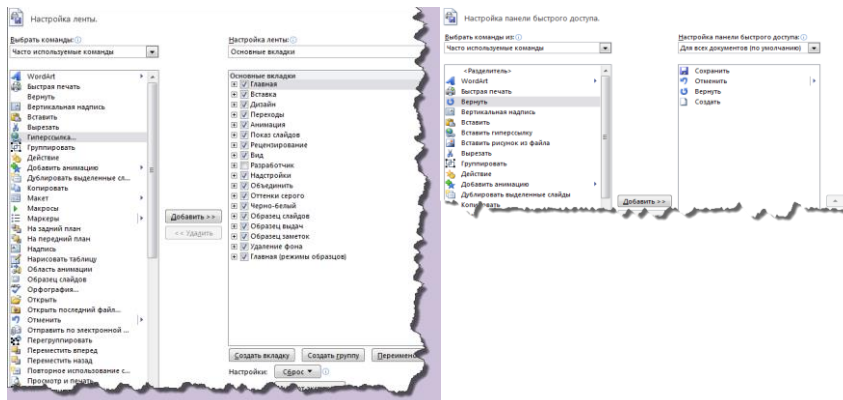 Настройка ленты.
Выбрать команды:
Часто используемые команды
WordArt
Быстрая печать
Вернуть
Вертикальная надпись
Вставить
Вырезать
Гиперссылка...
Группировать
Действие
Добавить анимацию
Дублировать выделенные сл...
Копировать
Макет
Макросы
Маркеры
На задний план
На передний план
Надпись
Нарисовать таблицу
Область анимации
Образец слайдов
Орфография...
Открыть
Открыть последний файл...
Отменить
Отправить по электронной ...
Перегруппировать
Переместить вперед
Переместить назад
Повторное использование с...
Просмотр и печать
Добавить >>
<< Удалить
Настройка ленты:
Основные вкладки
Основные вкладки
Главная
Вставка
Дизайн
Переходы
Анимация
Показ слайдов
Рецензирование
Вид
Разработчик
Надстройки
Объединить
Оттенки серого
Черно-белый
Образец слайдов
Образец выдач
Образец заметок
Удаление фона
Главная (режимы образцов)
Создать вкладку
Создать группу
Переимено
Настройки:
Сброс
Настройка панели быстрого доступа.
Выбрать команды из:
Часто используемые команды
<Разделитель>
WordArt
Быстрая печать
Вернуть
Вертикальная надпись
Вставить
Вставить гиперссылку
Вставить рисунок из файла
Вырезать
Группировать
Действие
Добавить анимацию
Дублировать выделенные слайды
Копировать
Добавить >>
Настройка панели быстрого доступа:
Для всех документов (по умолчанию)
Сохранить
Отменить
Вернуть
Создать